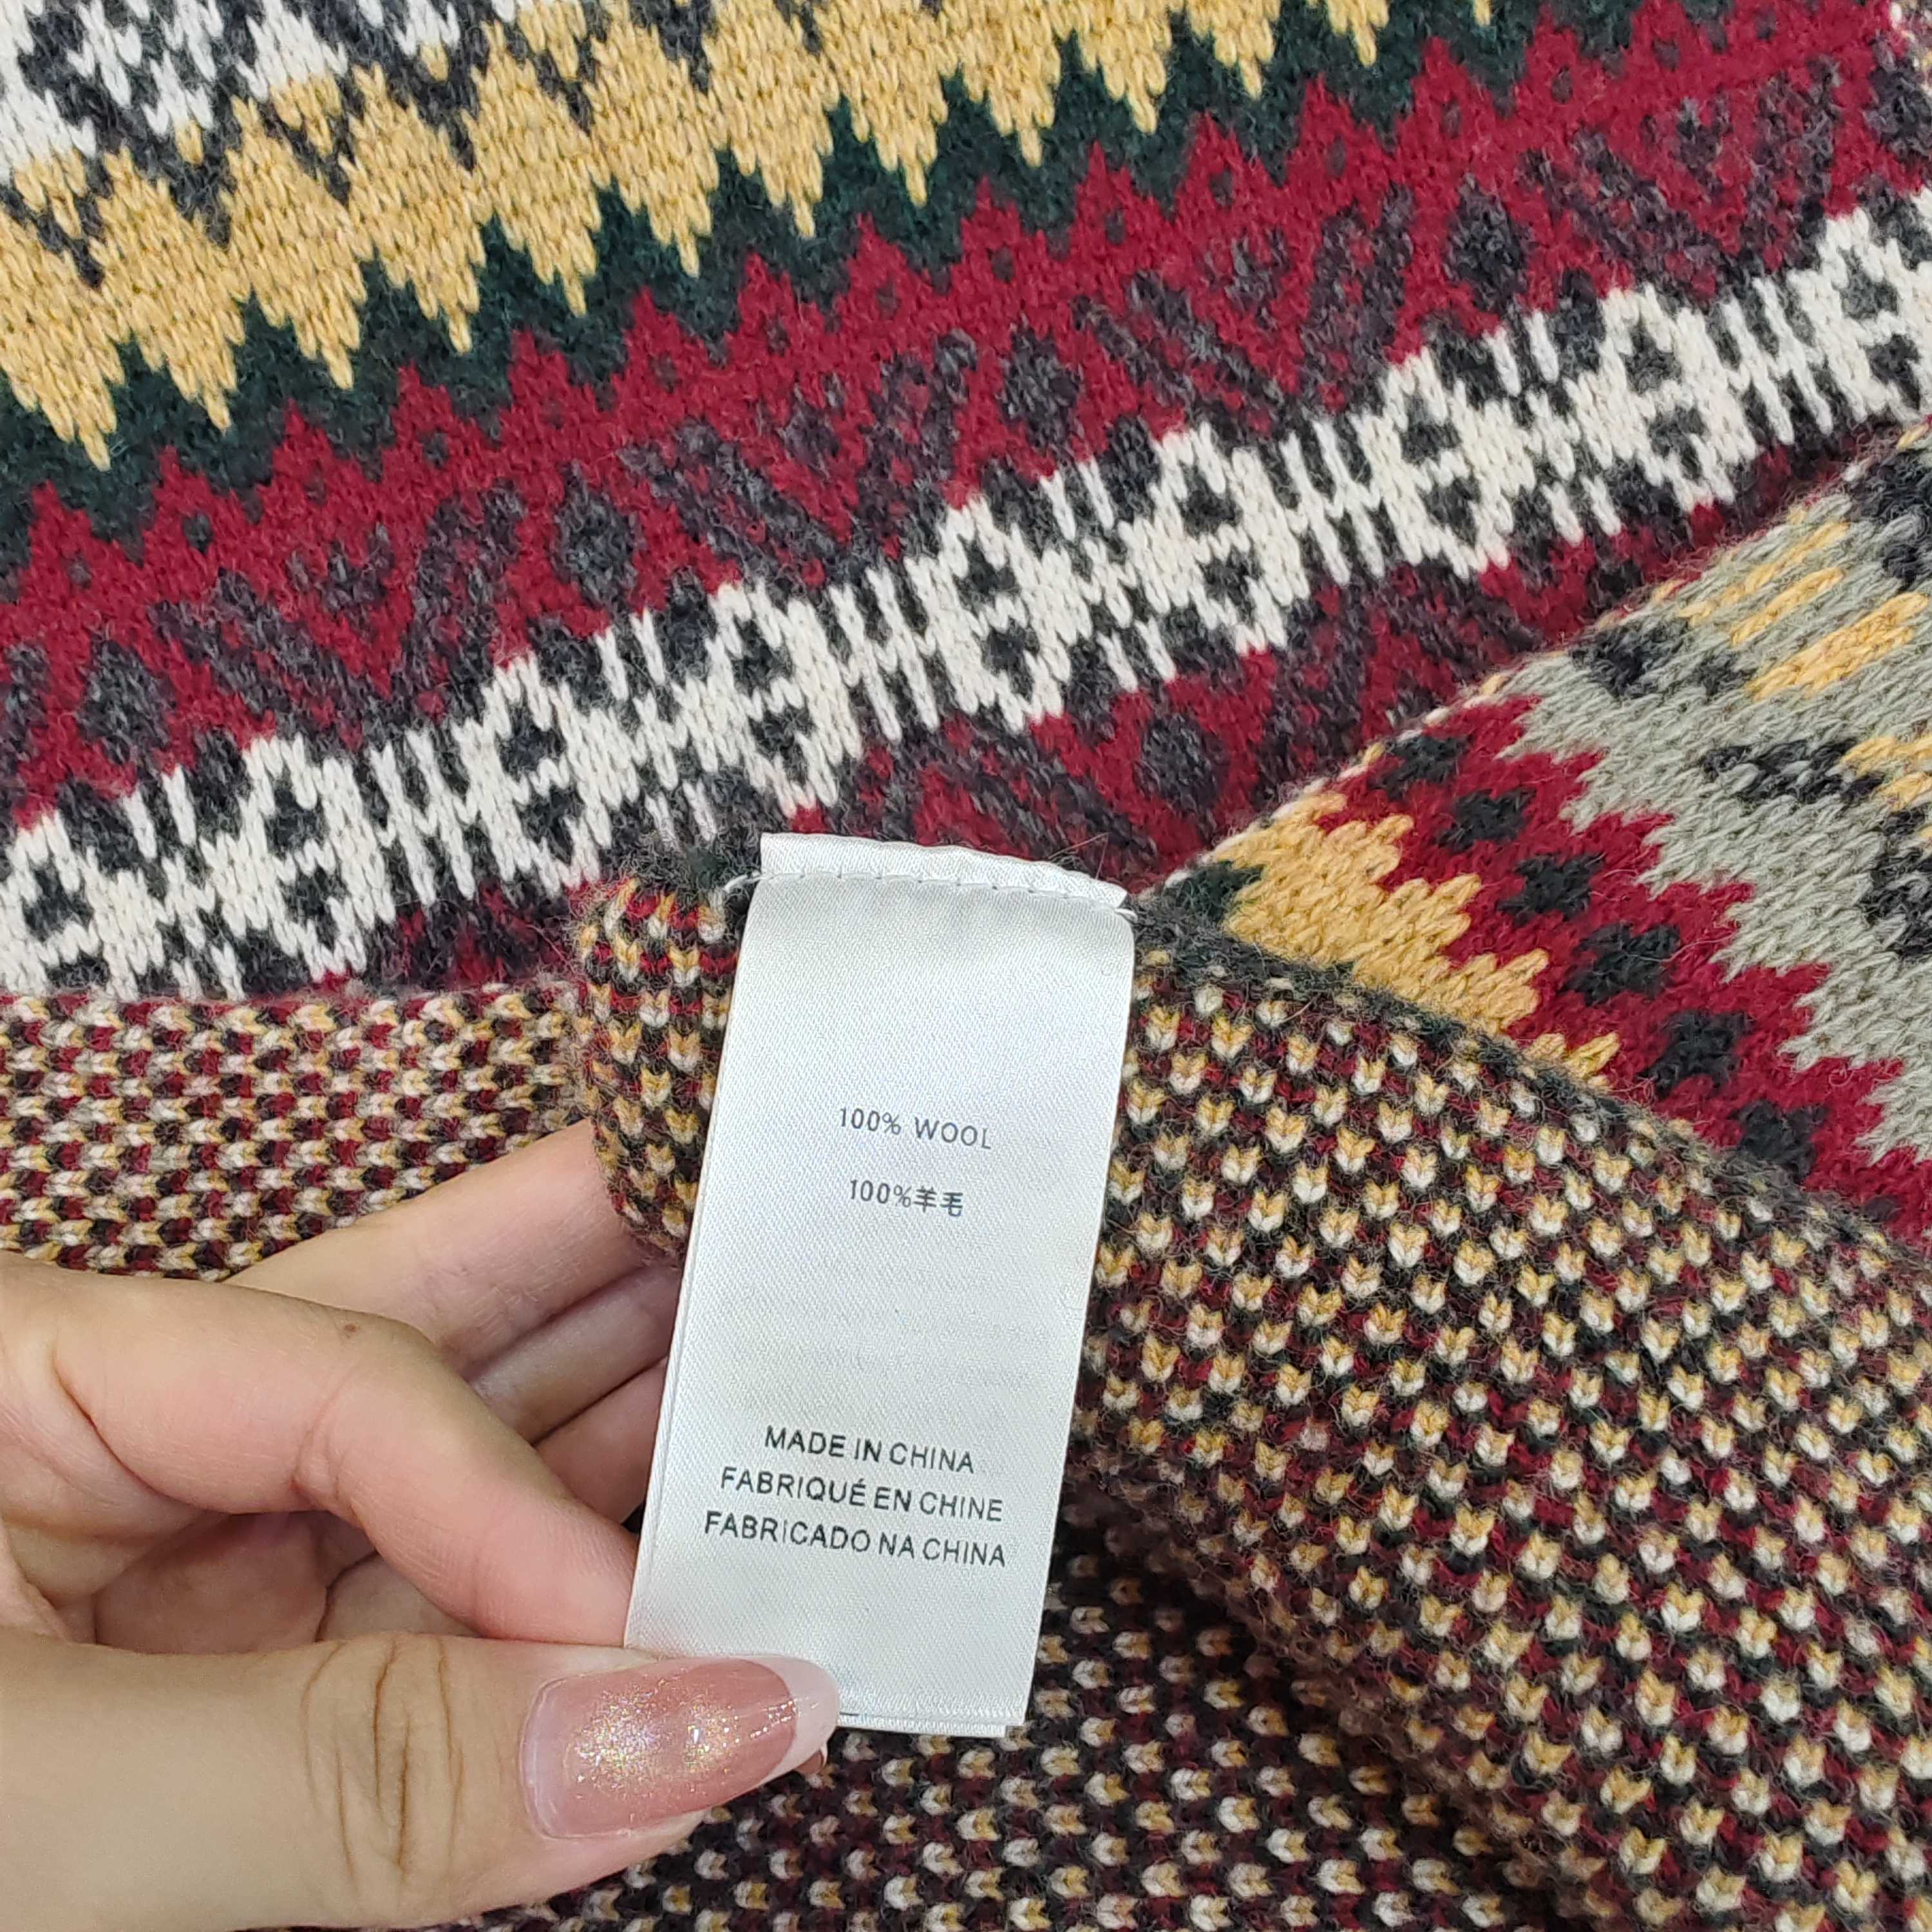 100% WOOL
100%羊毛
MADE IN CHINA
FABRIQUÉ EN CHINE
FABRICADO NA CHINA